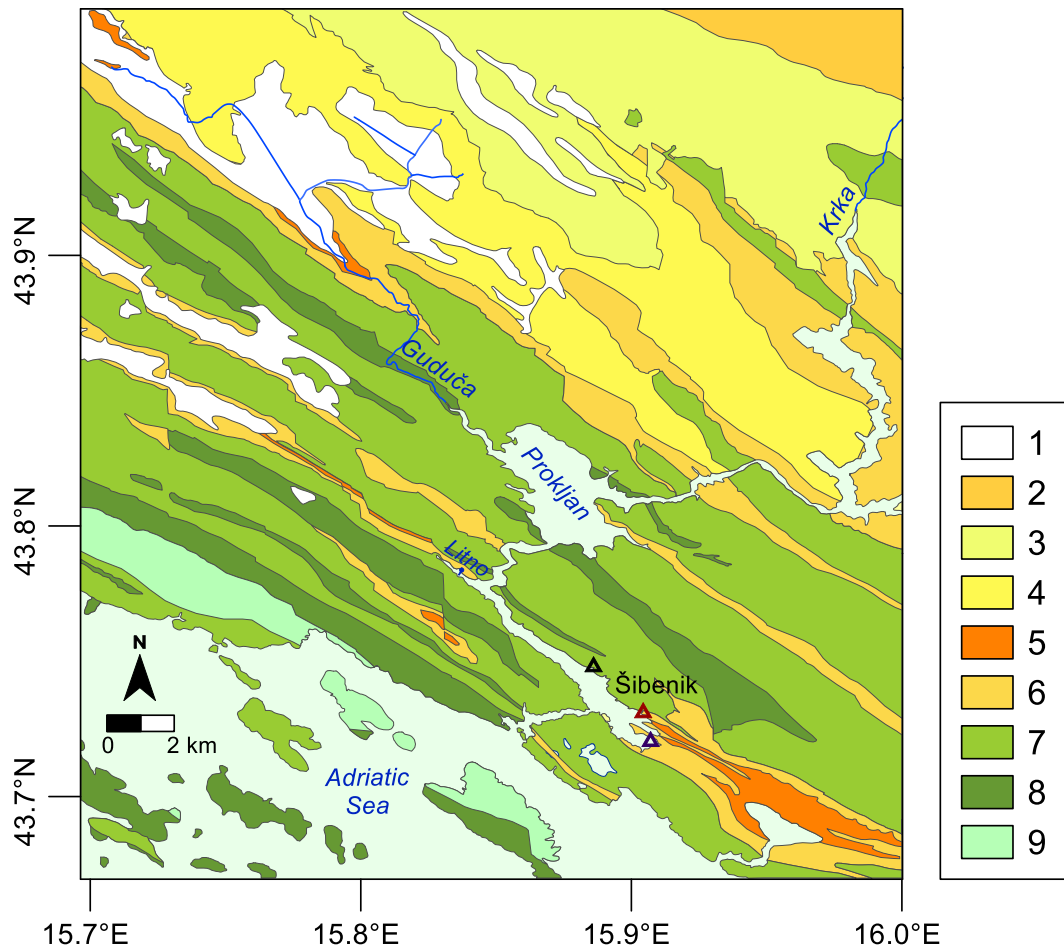 Krka
43.9°N
Guduča
Prokljan
43.8°N
Litno
Šibenik
N
0 2 km
Adriatic
Sea
43.7°N
15.7°E 15.8°E 15.9°E 16.0°E
1
2
3
4
5
6
7
8
9